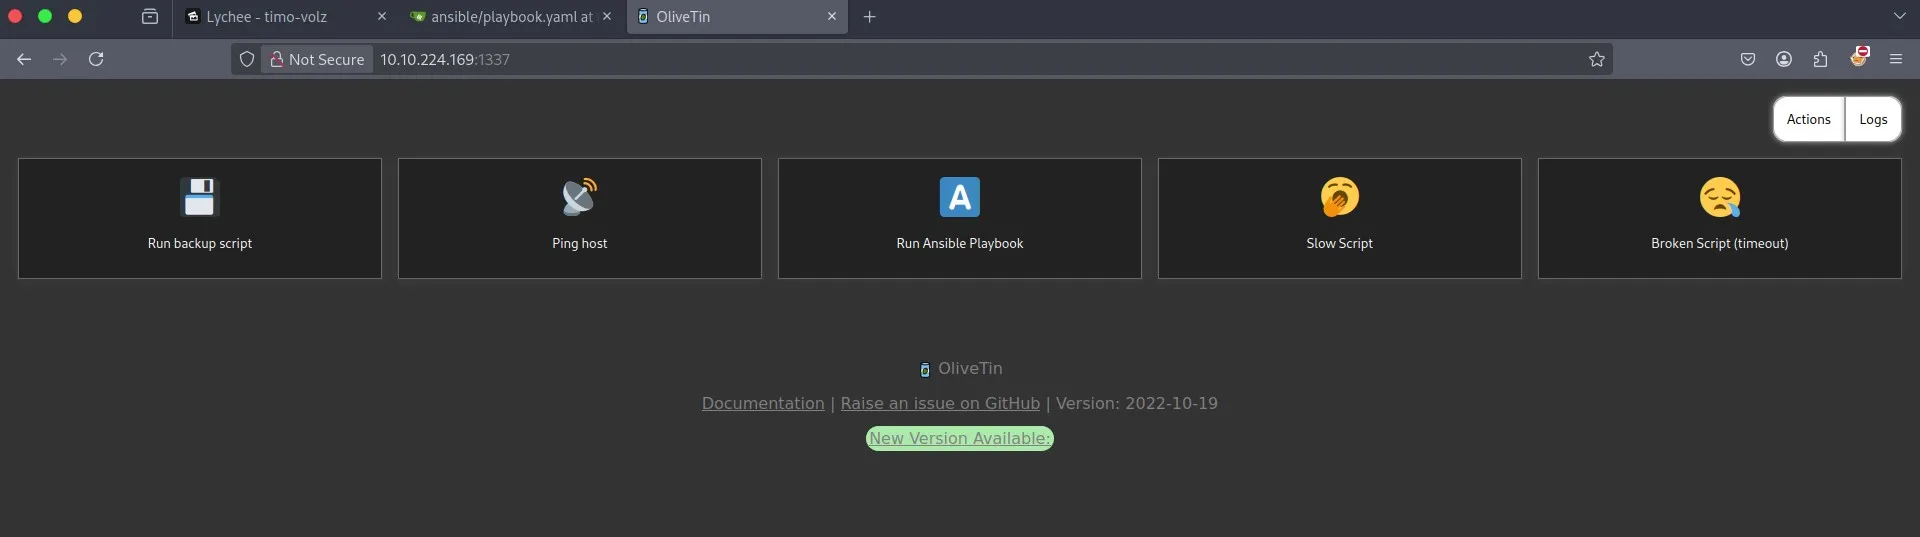 Lychee - timo-volz
ansible/playbook.yaml at
OliveTin
Not Secure 10.10.224.169:1337
Actions Logs
Run backup script
Ping host
A
Run Ansible Playbook
Slow Script
Broken Script (timeout)
OliveTin
Documentation | Raise an issue on GitHub | Version: 2022-10-19
New Version Available: